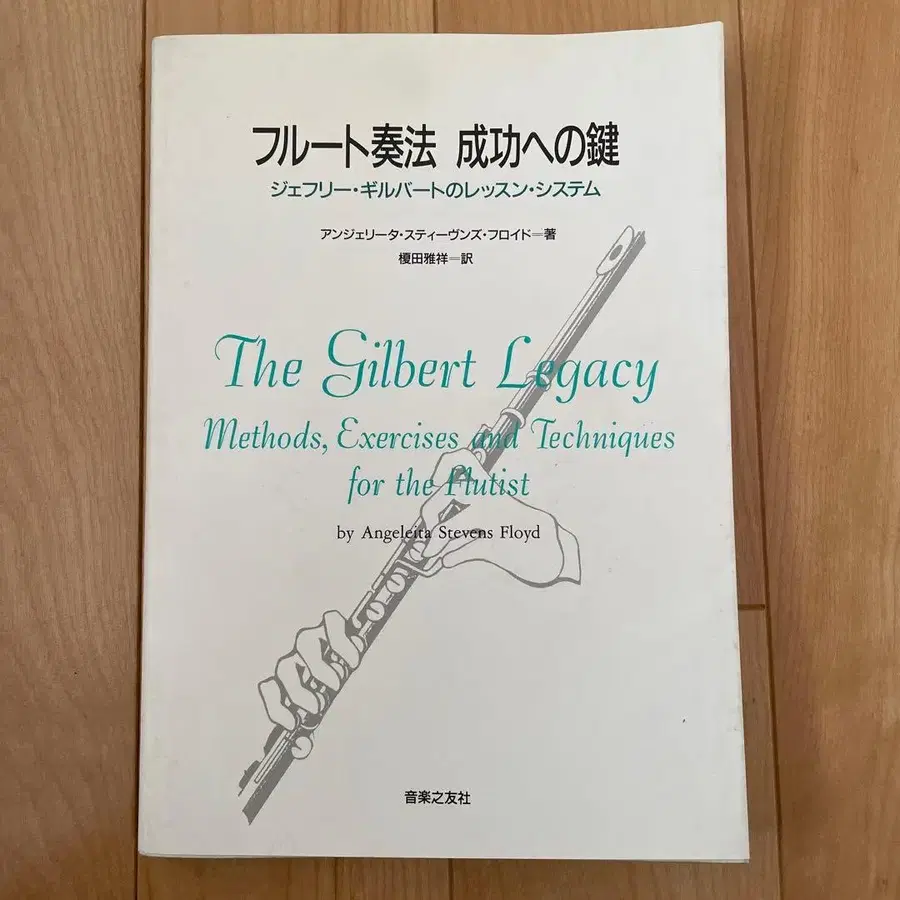 フルート奏法 成功への鍵
ジェフリー・ギルバートのレッスン・システム
アンジェリータ・スティーヴンズ・フロイド=著
榎田雅祥=訳
The Gilbert Legacy
Methods, Exercises and Techniques
for the Flutist
by Angeleita Stevens Floyd
音楽之友社